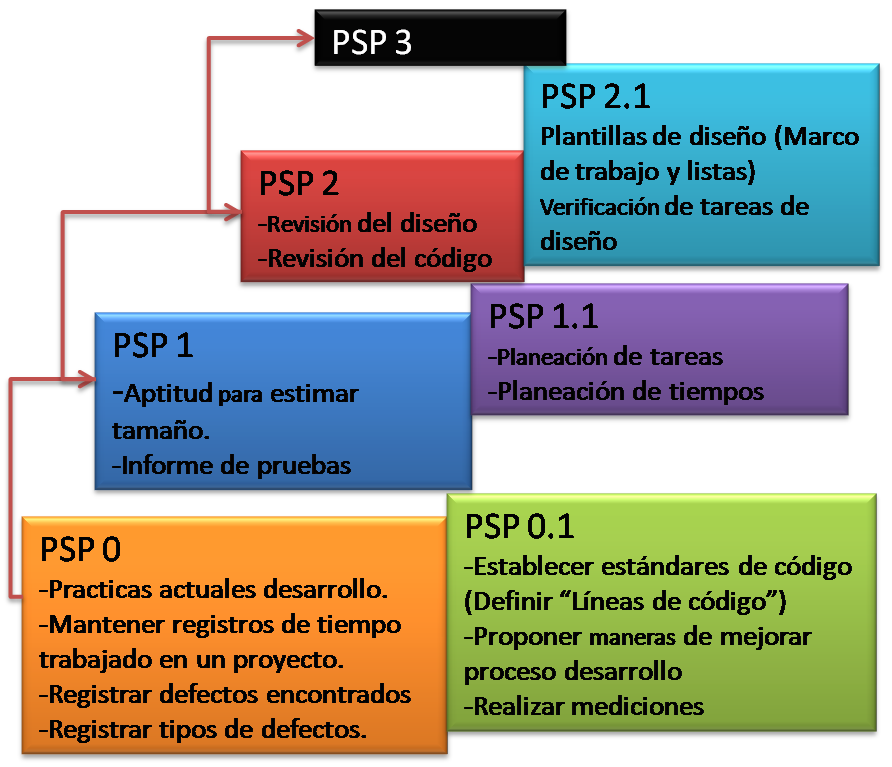 PSP 3
PSP 2.1
Plantillas de diseño (Marco
de trabajo y listas)
Verificación de tareas de
diseño
PSP 2
-Revisión del diseño
-Revisión del código
PSP 1.1
-Planeación de tareas
-Planeación de tiempos
PSP 1
-Aptitud para estimar
tamaño.
-Informe de pruebas
PSP 0
-Practicas actuales desarrollo.
-Mantener registros de tiempo
trabajado en un proyecto.
-Registrar defectos encontrados
-Registrar tipos de defectos.
PSP 0.1
-Establecer estándares de código
(Definir “Líneas de código”)
-Proponer maneras de mejorar
proceso desarrollo
-Realizar mediciones